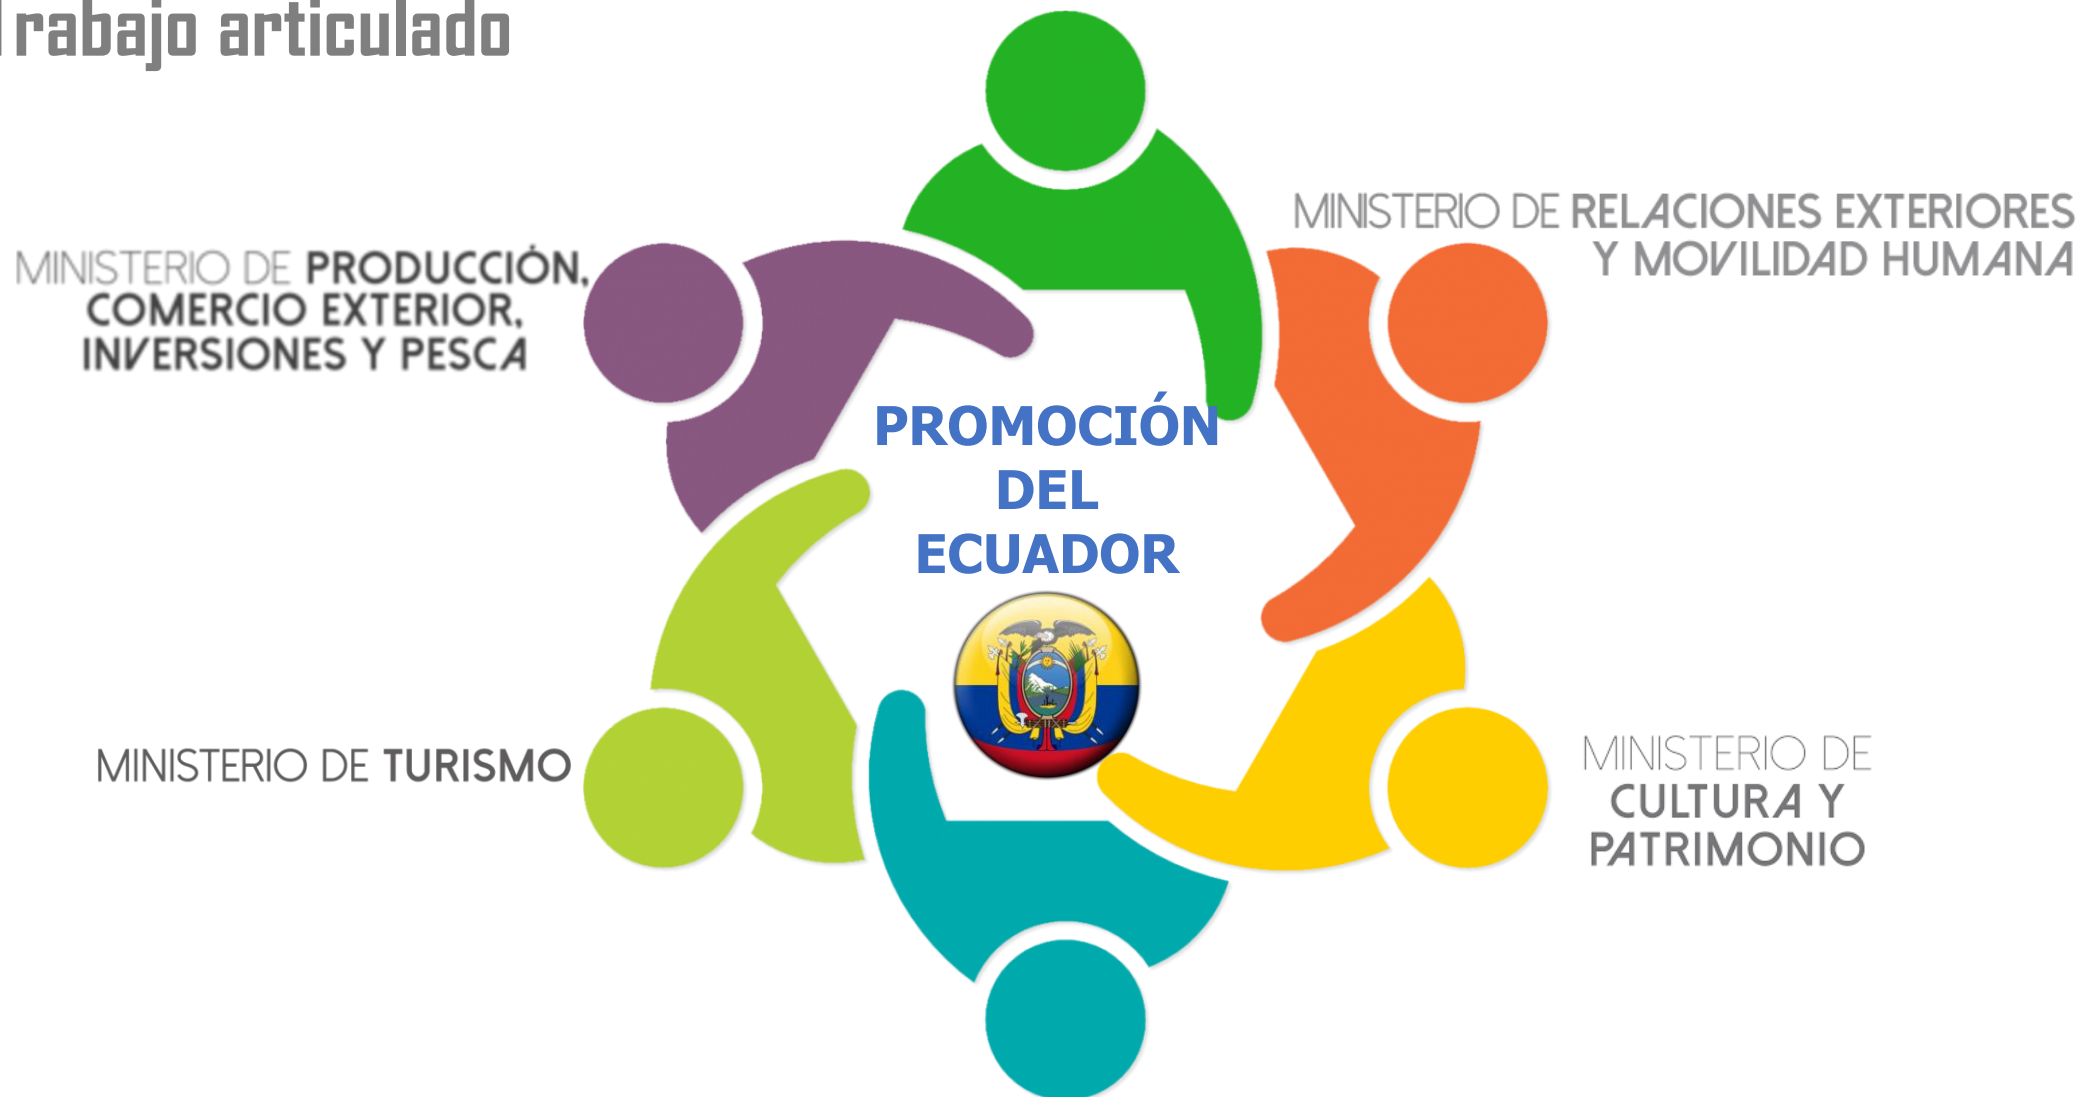 Trabajo articulado
MINISTERIO DE RELACIONES EXTERIORES
Y MOVILIDAD HUMANA
MINISTERIO DE PRODUCCIÓN,
COMERCIO EXTERIOR,
INVERSIONES Y PESCA
PROMOCIÓN
DEL
ECUADOR
MINISTERIO DE TURISMO
MINISTERIO DE
CULTURA Y
PATRIMONIO